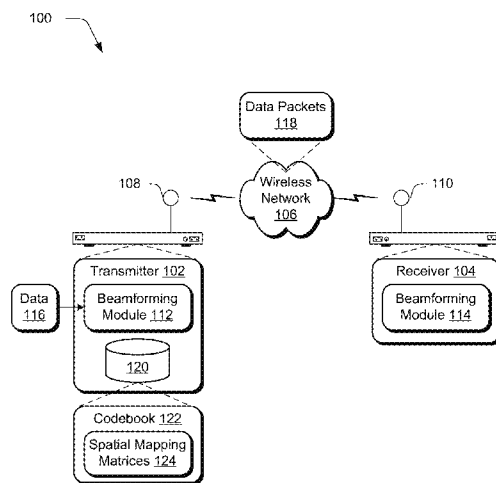 100
Data Packets
118
108
Wireless
Network
106
110
Transmitter 102
Receiver 104
Data
116
Beamforming
Module 112
Beamforming
Module 114
120
Codebook 122
Spatial Mapping
Matrices 124